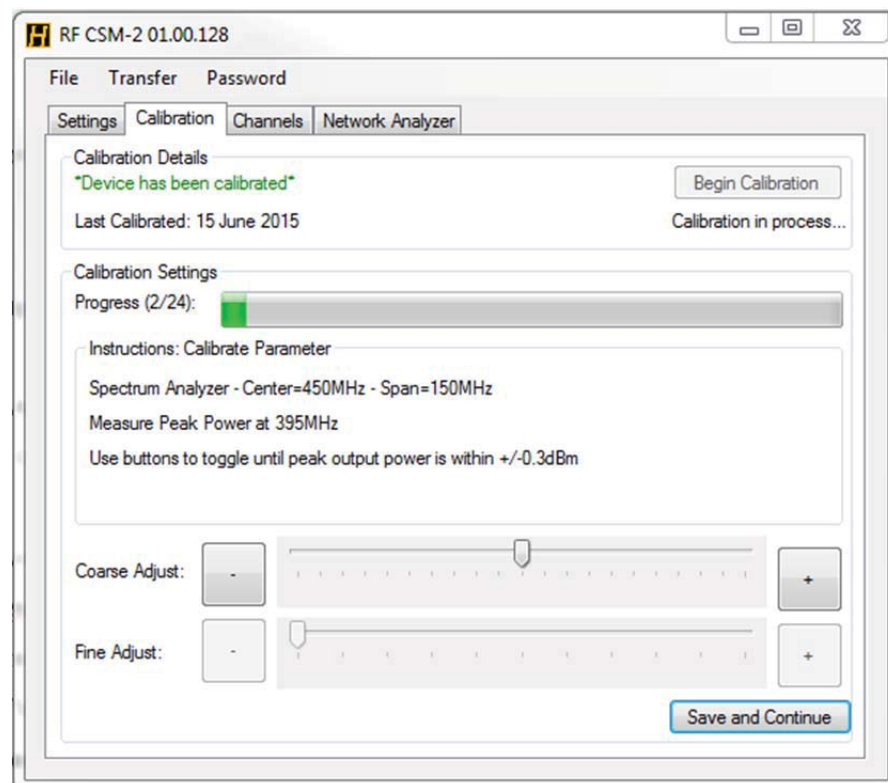 RF CSM-2 01.00.128
File Transfer Password
Settings Calibration Channels Network Analyzer
Calibration Details
*Device has been calibrated*
Begin Calibration
Last Calibrated: 15 June 2015
Calibration in process...
Calibration Settings
Progress (2/24):
Instructions: Calibrate Parameter
Spectrum Analyzer - Center=450MHz - Span=150MHz
Measure Peak Power at 395MHz
Use buttons to toggle until peak output power is within +/-0.3dBm
Coarse Adjust: - +
Fine Adjust: - +
Save and Continue